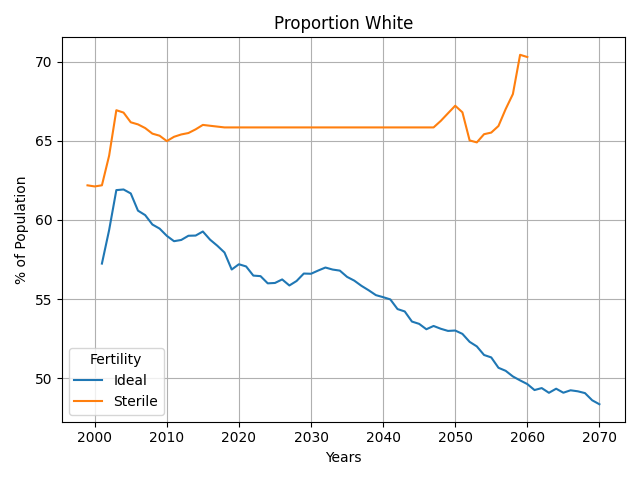 Proportion White
% of Population
70
65
60
55
50
Fertility
Ideal
Sterile
2000 2010 2020 2030 2040 2050 2060 2070
Years